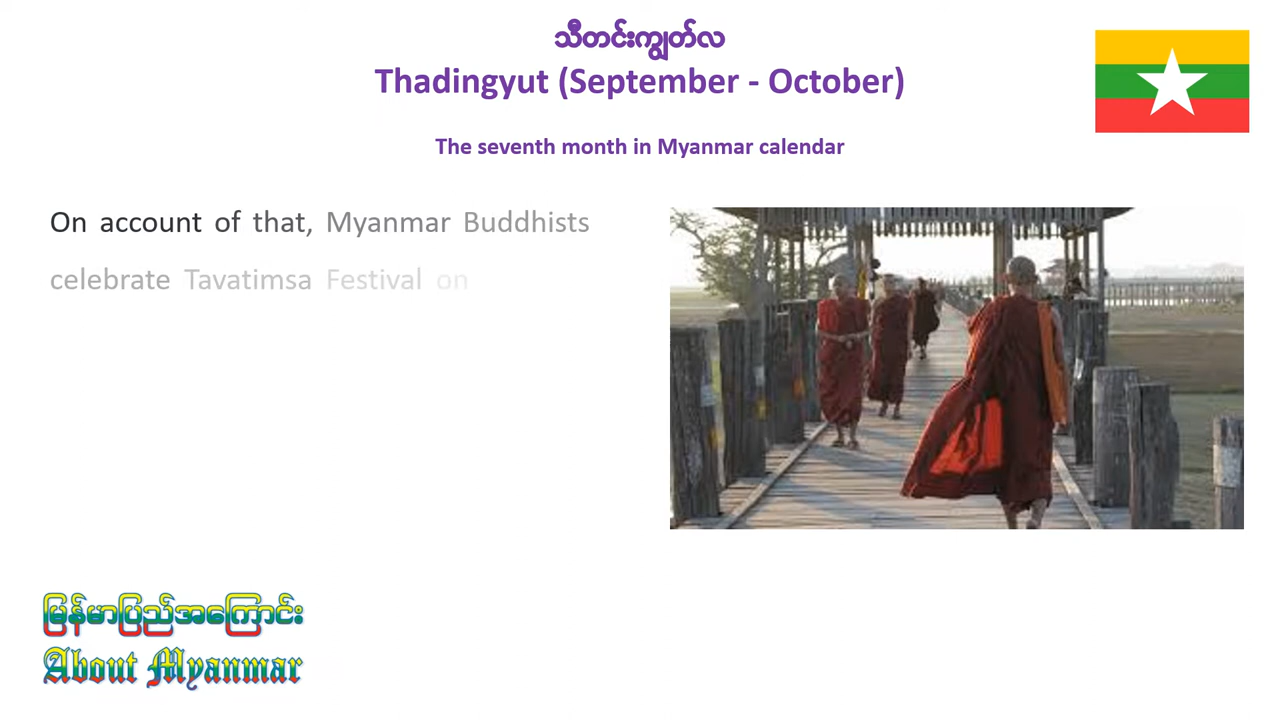 သီတင်းကျွတ်လ
Thadingyut (September - October)
The seventh month in Myanmar calendar
On account of that, Myanmar Buddhists
celebrate Tavatimsa Festival on
မြန်မာပြည်အကြောင်း
About Myanmar